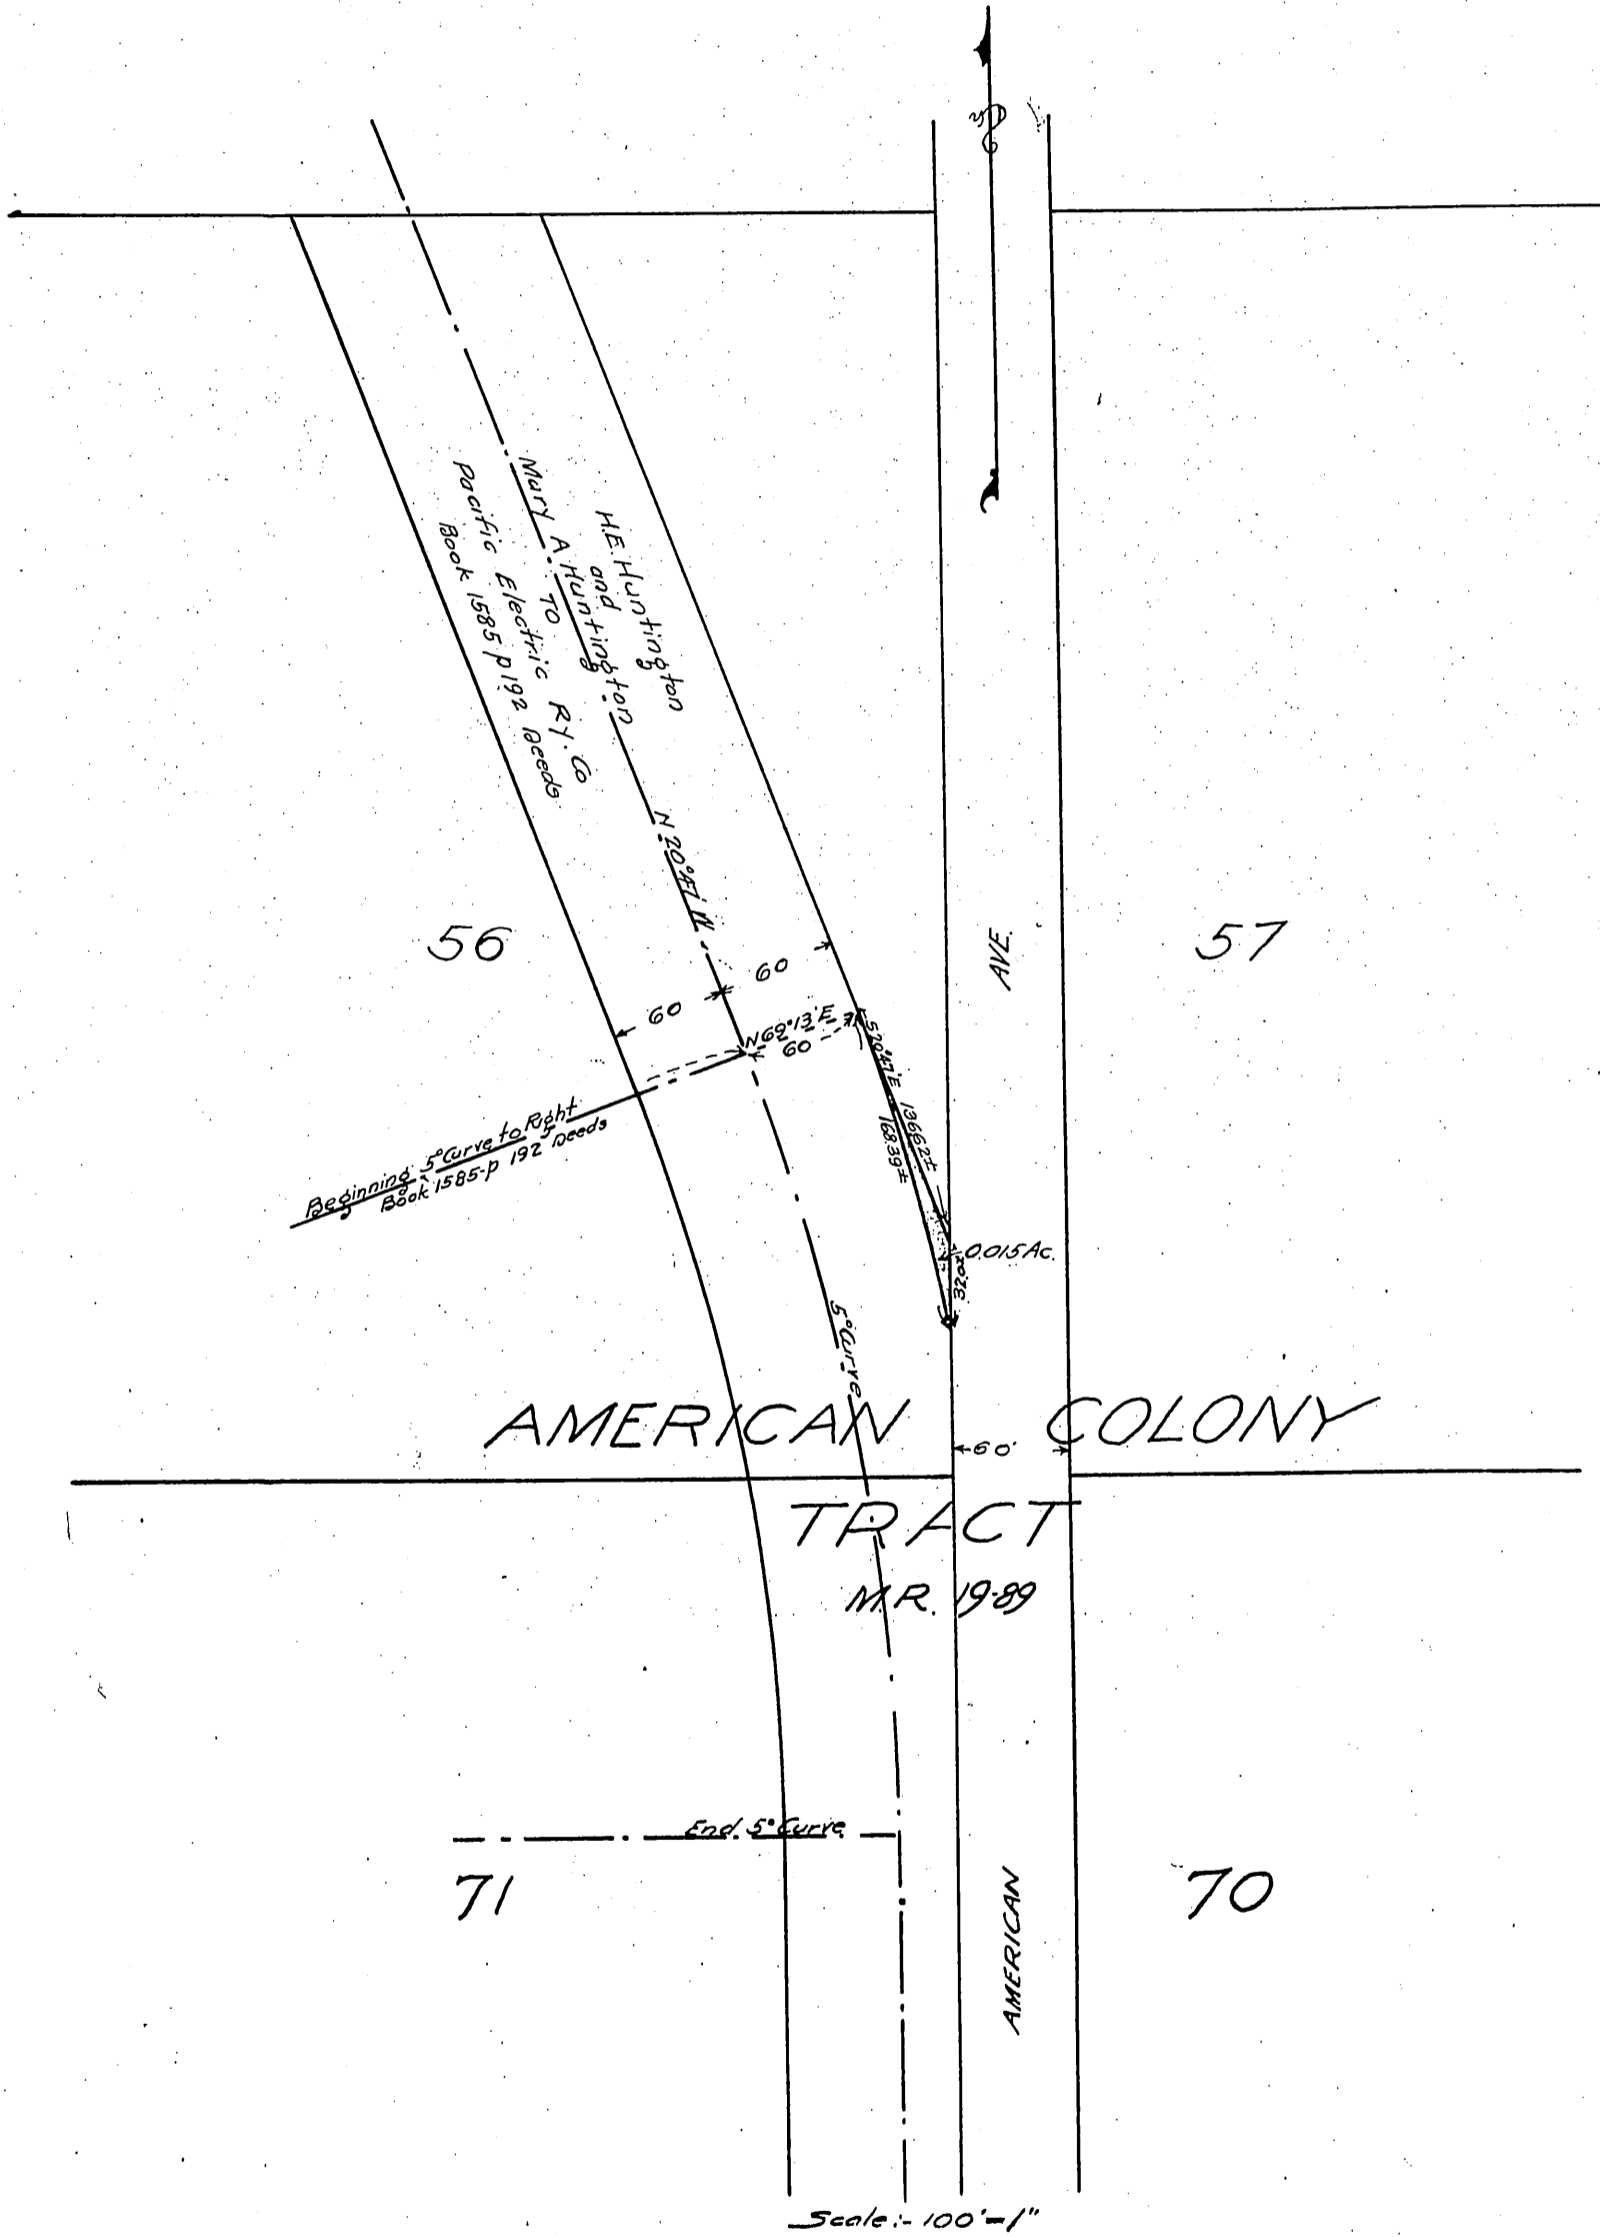 H.E. Huntington
and
Mary A Huntington
TO
Pacific Electric Ry. Co
Book 1585 p 192 Deeds
N 20°47' W
56
57
AVE.
60
60
N 69°13' E
60
S 20°47' E 136.62±
168.39±
Beginning 5° Curve to Right
Book 1585-p 192 Deeds
0.015 Ac.
32.02
5° Curve
AMERICAN COLONY
60'
TRACT
M.R. 19-89
End 5° Curve
71
70
AMERICAN
Scale:- 100'-1"